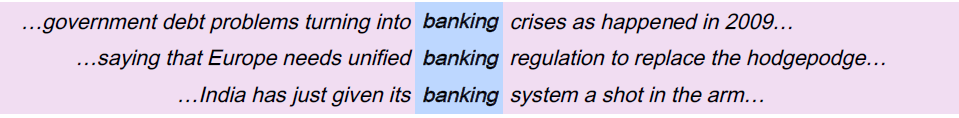 …government debt problems turning into banking crises as happened in 2009…
…saying that Europe needs unified banking regulation to replace the hodgepodge…
…India has just given its banking system a shot in the arm…